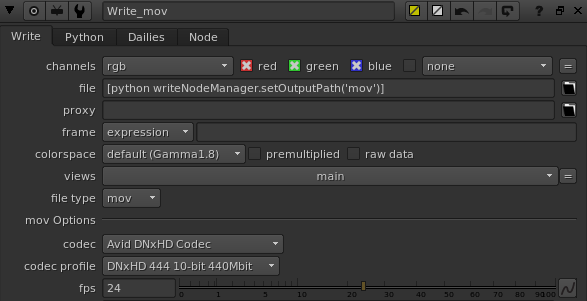 Write_mov ?
Write Python Dailies Node
channels rgb red green blue none =
file [python writeNodeManager.setOutputPath('mov')]
proxy
frame expression
colorspace default (Gamma1.8) premultiplied raw data
views main =
file type mov
mov Options
codec Avid DNxHD Codec
codec profile DNxHD 444 10-bit 440Mbit
fps 24 0 1 5 10 20 30 40 50 60 70 80 90 100